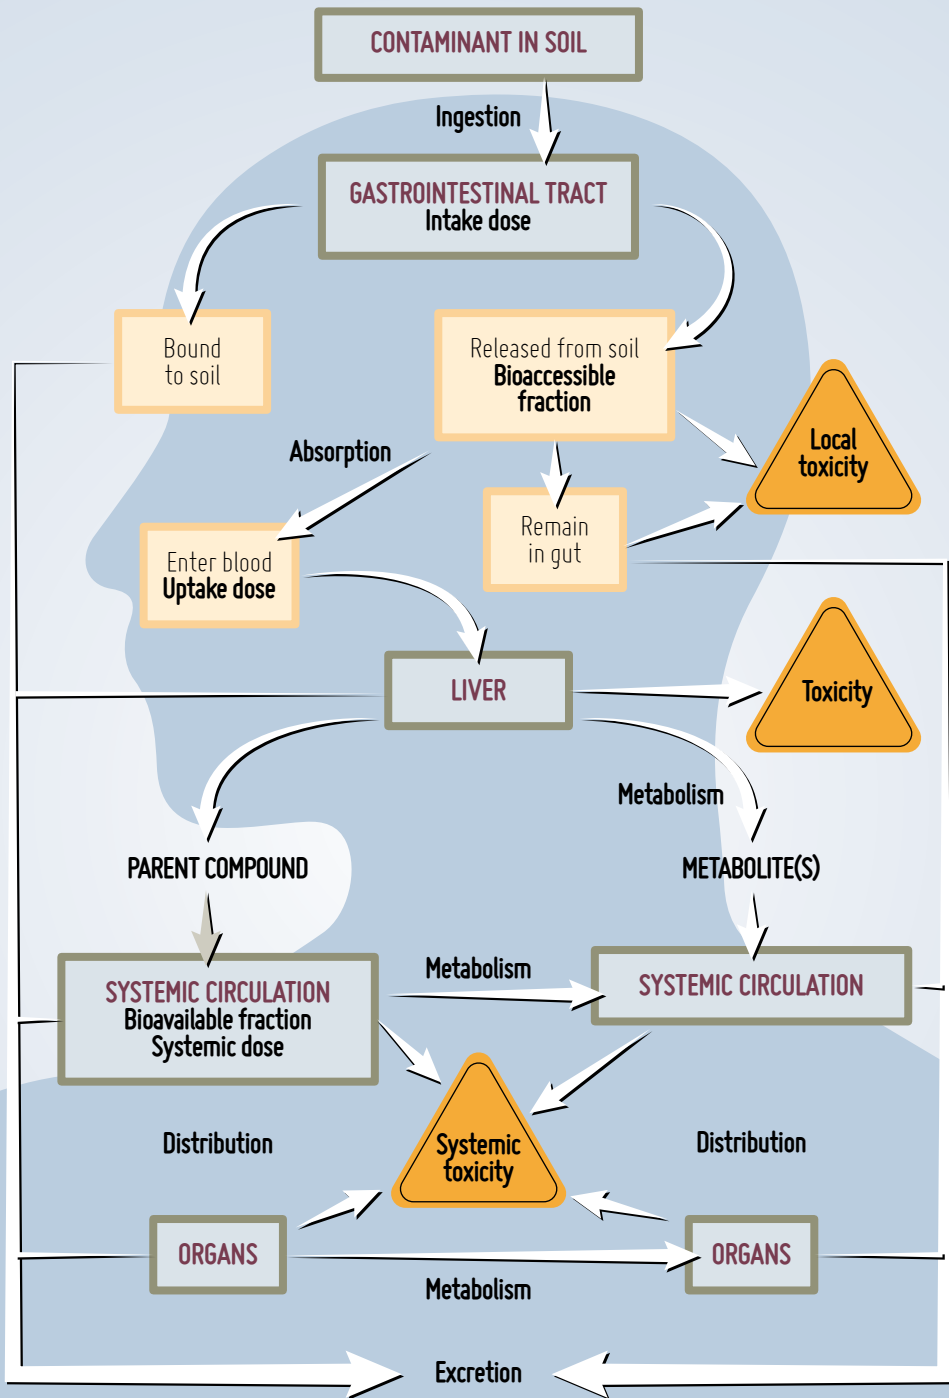 CONTAMINANT IN SOIL
Ingestion
GASTROINTESTINAL TRACT
Intake dose
Bound
to soil
Released from soil
Bioaccessible
fraction
Local
toxicity
Absorption
Remain
in gut
Enter blood
Uptake dose
LIVER
Toxicity
Metabolism
PARENT COMPOUND
METABOLITE(S)
SYSTEMIC CIRCULATION
Bioavailable fraction
Systemic dose
Metabolism
SYSTEMIC CIRCULATION
Distribution
Systemic
toxicity
Distribution
ORGANS
ORGANS
Metabolism
Excretion